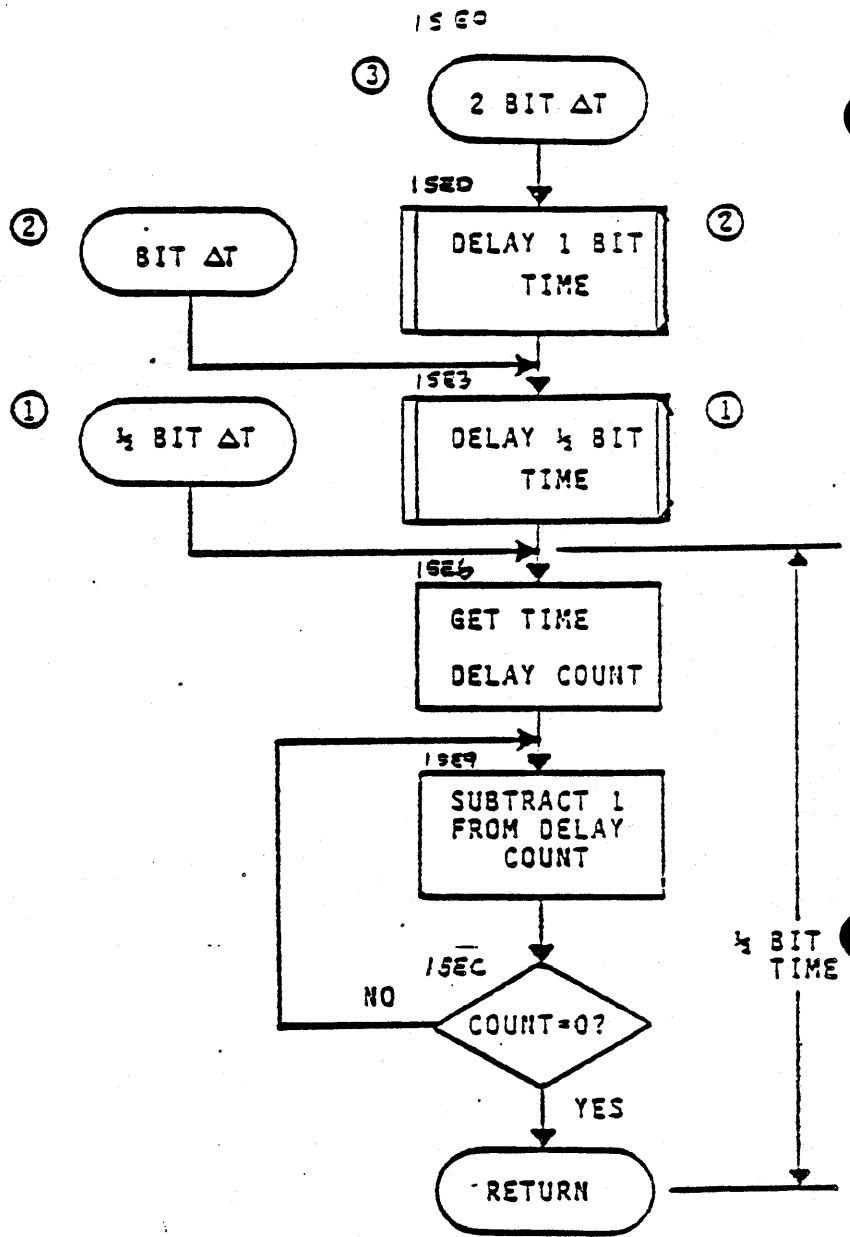 15E0
③
2 BIT ΔT
15E0
②
BIT ΔT
DELAY 1 BIT
TIME
②
15E3
①
½ BIT ΔT
DELAY ½ BIT
TIME
①
15E6
GET TIME
DELAY COUNT
15E9
SUBTRACT 1
FROM DELAY
COUNT
½ BIT
TIME
15EC
NO
COUNT=0?
YES
RETURN